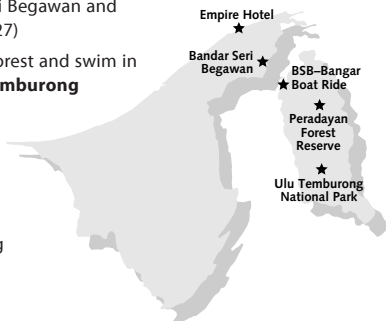 i Begawan and
27)
orest and swim in
mburong
g
Empire Hotel
Bandar Seri
Begawan
BSB–Bangar
Boat Ride
Peradayan
Forest
Reserve
Ulu Temburong
National Park